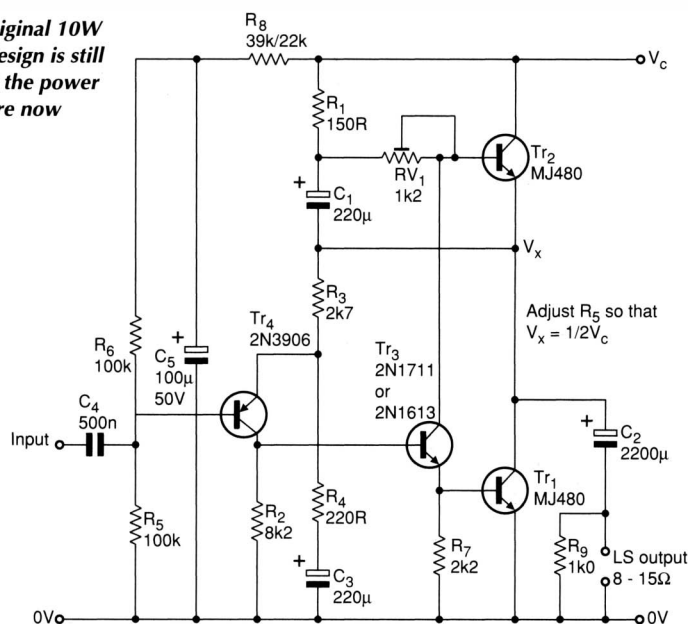 iginal 10W
esign is still
the power
re now
R8
39k/22k
Vc
R1
150R
RV1
1k2
Tr2
MJ480
+
C1
220μ
Vx
R3
2k7
Adjust R5 so that
Vx = 1/2Vc
Tr4
2N3906
R6
100k
+
C5
100μ
50V
Tr3
2N1711
or
2N1613
C4
500n
Input
+
C2
2200μ
Tr1
MJ480
R5
100k
R2
8k2
R4
220R
R7
2k2
R9
1k0
LS output
8 - 15Ω
+
C3
220μ
0V
0V